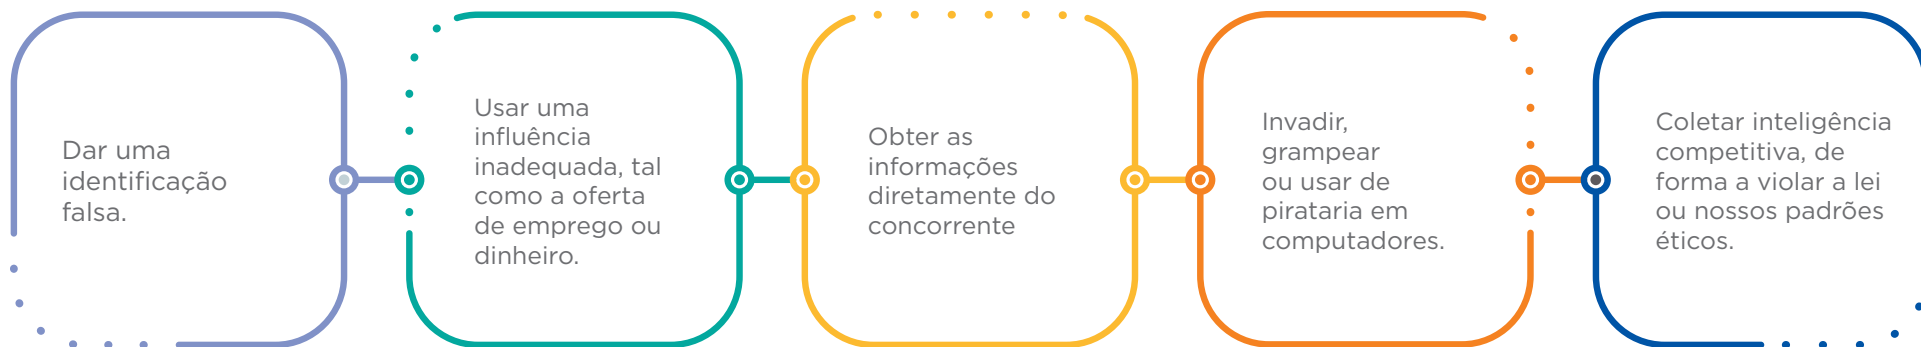 Dar uma
identificação
falsa.
Usar uma
influência
inadequada, tal
como a oferta
de emprego ou
dinheiro.
Obter as
informações
diretamente do
concorrente
Invadir,
grampear
ou usar de
pirataria em
computadores.
Coletar inteligência
competitiva, de
forma a violar a lei
ou nossos padrões
éticos.